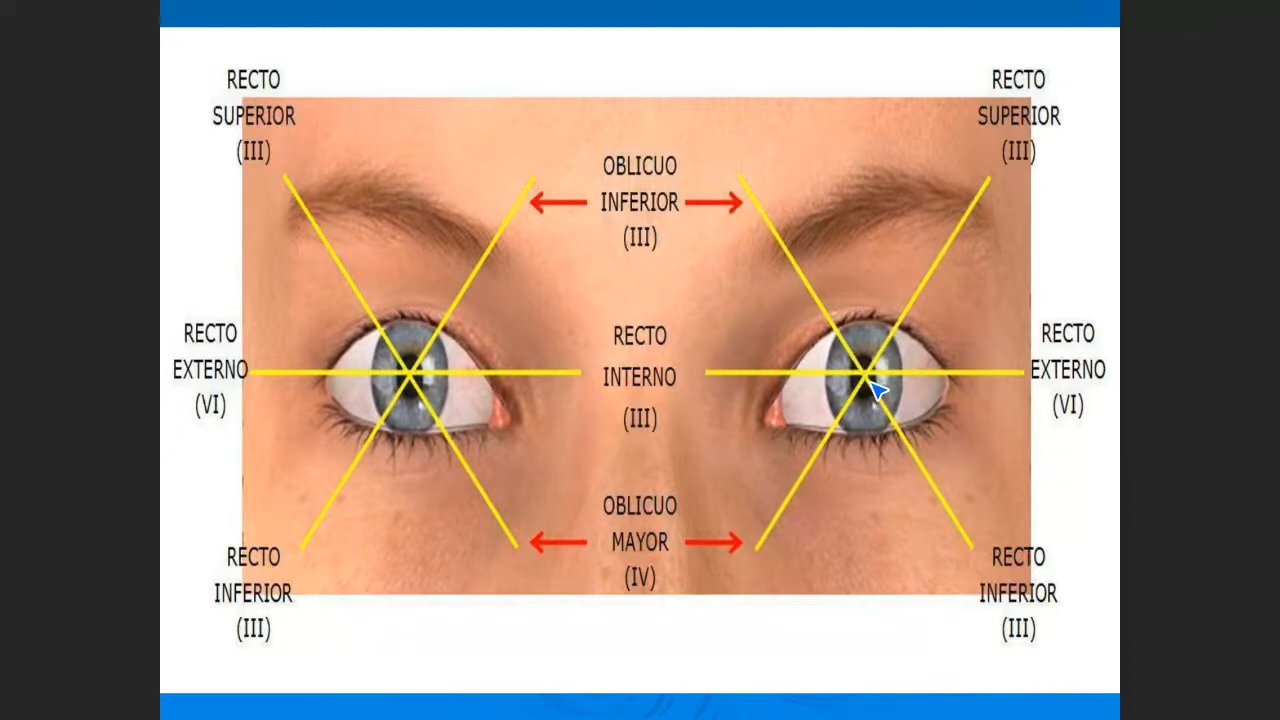 RECTO
SUPERIOR
(III)
RECTO
SUPERIOR
(III)
OBLICUO
INFERIOR
(III)
RECTO
EXTERNO
(VI)
RECTO
INTERNO
(III)
RECTO
EXTERNO
(VI)
OBLICUO
MAYOR
(IV)
RECTO
INFERIOR
(III)
RECTO
INFERIOR
(III)